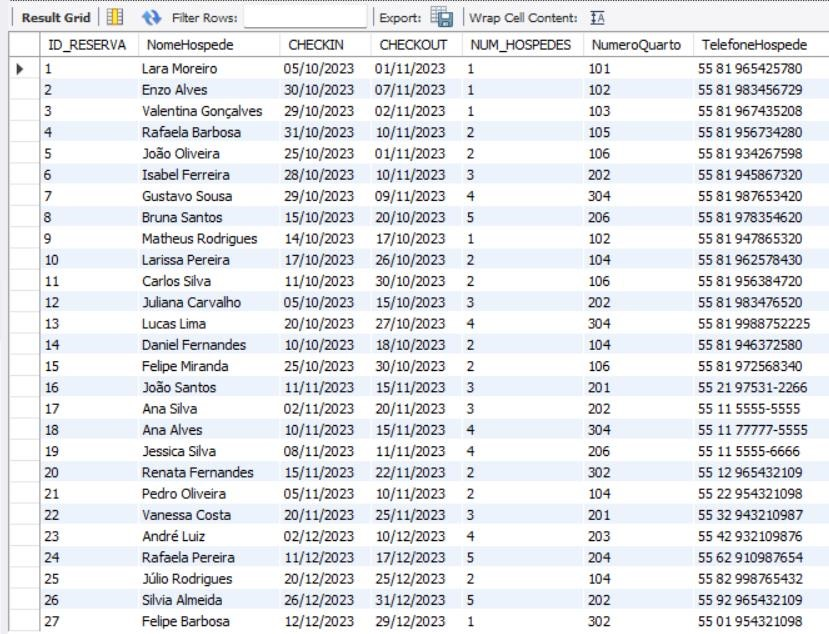 Result Grid Filter Rows: Export: Wrap Cell Content: IA
ID_RESERVA NomeHospede CHECKIN CHECKOUT NUM_HOSPEDES NumeroQuarto TelefoneHospede
1 Lara Moreiro 05/10/2023 01/11/2023 1 101 55 81 965425780
2 Enzo Alves 30/10/2023 07/11/2023 1 102 55 81 983456729
3 Valentina Gonçalves 29/10/2023 02/11/2023 1 103 55 81 967435208
4 Rafaela Barbosa 31/10/2023 10/11/2023 2 105 55 81 956734280
5 João Oliveira 25/10/2023 01/11/2023 2 106 55 81 934267598
6 Isabel Ferreira 28/10/2023 10/11/2023 3 202 55 81 945867320
7 Gustavo Sousa 29/10/2023 09/11/2023 4 304 55 81 987653420
8 Bruna Santos 15/10/2023 20/10/2023 5 206 55 81 978354620
9 Matheus Rodrigues 14/10/2023 17/10/2023 1 102 55 81 947865320
10 Larissa Pereira 17/10/2023 26/10/2023 2 104 55 81 962578430
11 Carlos Silva 11/10/2023 30/10/2023 2 106 55 81 956384720
12 Juliana Carvalho 05/10/2023 15/10/2023 3 202 55 81 983476520
13 Lucas Lima 20/10/2023 27/10/2023 4 304 55 81 9988752225
14 Daniel Fernandes 10/10/2023 18/10/2023 2 104 55 81 946372580
15 Felipe Miranda 25/10/2023 30/10/2023 2 106 55 81 972568340
16 João Santos 11/11/2023 15/11/2023 3 201 55 21 97531-2266
17 Ana Silva 02/11/2023 20/11/2023 3 202 55 11 5555-5555
18 Ana Alves 10/11/2023 15/11/2023 4 304 55 11 77777-5555
19 Jessica Silva 08/11/2023 11/11/2023 4 206 55 11 5555-6666
20 Renata Fernandes 15/11/2023 22/11/2023 2 302 55 12 965432109
21 Pedro Oliveira 05/11/2023 10/11/2023 2 104 55 22 954321098
22 Vanessa Costa 20/11/2023 25/11/2023 3 201 55 32 943210987
23 André Luiz 02/12/2023 10/12/2023 4 203 55 42 932109876
24 Rafaela Pereira 11/12/2023 17/12/2023 5 204 55 62 910987654
25 Júlio Rodrigues 20/12/2023 25/12/2023 2 104 55 82 998765432
26 Silvia Almeida 26/12/2023 31/12/2023 5 202 55 92 965432109
27 Felipe Barbosa 12/12/2023 29/12/2023 1 302 55 01 954321098